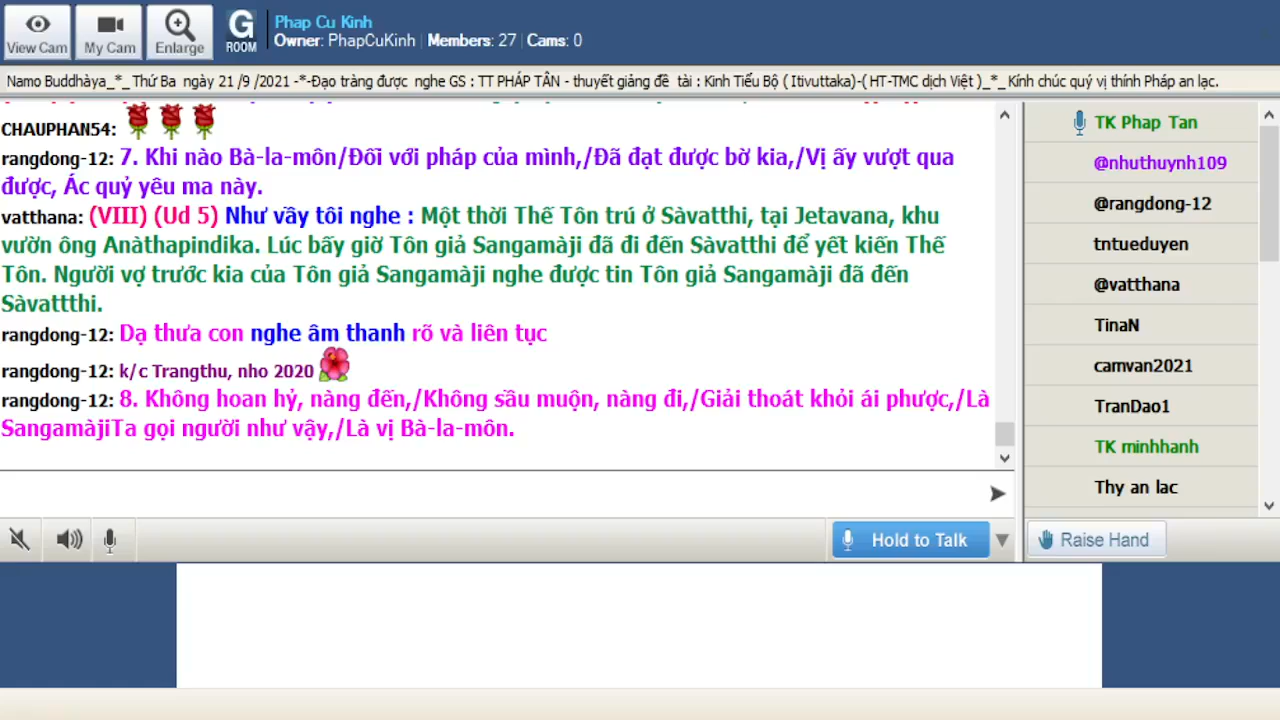 View Cam
My Cam
Enlarge
G
ROOM
Phap Cu Kinh
Owner: PhapCuKinh | Members: 27 | Cams: 0
Namo Buddhàya_*_Thứ Ba ngày 21 /9 /2021 -*-Đạo tràng được nghe GS : TT PHÁP TÂN - thuyết giảng đề tài : Kinh Tiểu Bộ ( Itivuttaka)-( HT-TMC dịch Việt )_*_Kính chúc quý vị thính Pháp an lạc.
CHAUPHAN54:
rangdong-12: 7. Khi nào Bà-la-môn/Đối với pháp của mình,/Đã đạt được bờ kia,/Vị ấy vượt qua
được, Ác quỷ yêu ma này.
vatthana: (VIII) (Ud 5) Như vầy tôi nghe : Một thời Thế Tôn trú ở Sàvatthi, tại Jetavana, khu
vườn ông Anàthapindika. Lúc bấy giờ Tôn giả Sangamàji đã đi đến Sàvatthi để yết kiến Thế
Tôn. Người vợ trước kia của Tôn giả Sangamàji nghe được tin Tôn giả Sangamàji đã đến
Sàvattthi.
rangdong-12: Dạ thưa con nghe âm thanh rõ và liên tục
rangdong-12: k/c Trangthu, nho 2020
rangdong-12: 8. Không hoan hỷ, nàng đến,/Không sầu muộn, nàng đi,/Giải thoát khỏi ái phược,/Là
SangamàjiTa gọi người như vậy,/Là vị Bà-la-môn.
TK Phap Tan
@nhuthuynh109
@rangdong-12
tntueduyen
@vatthana
TinaN
camvan2021
TranDao1
TK minhhanh
Thy an lac
Hold to Talk
Raise Hand